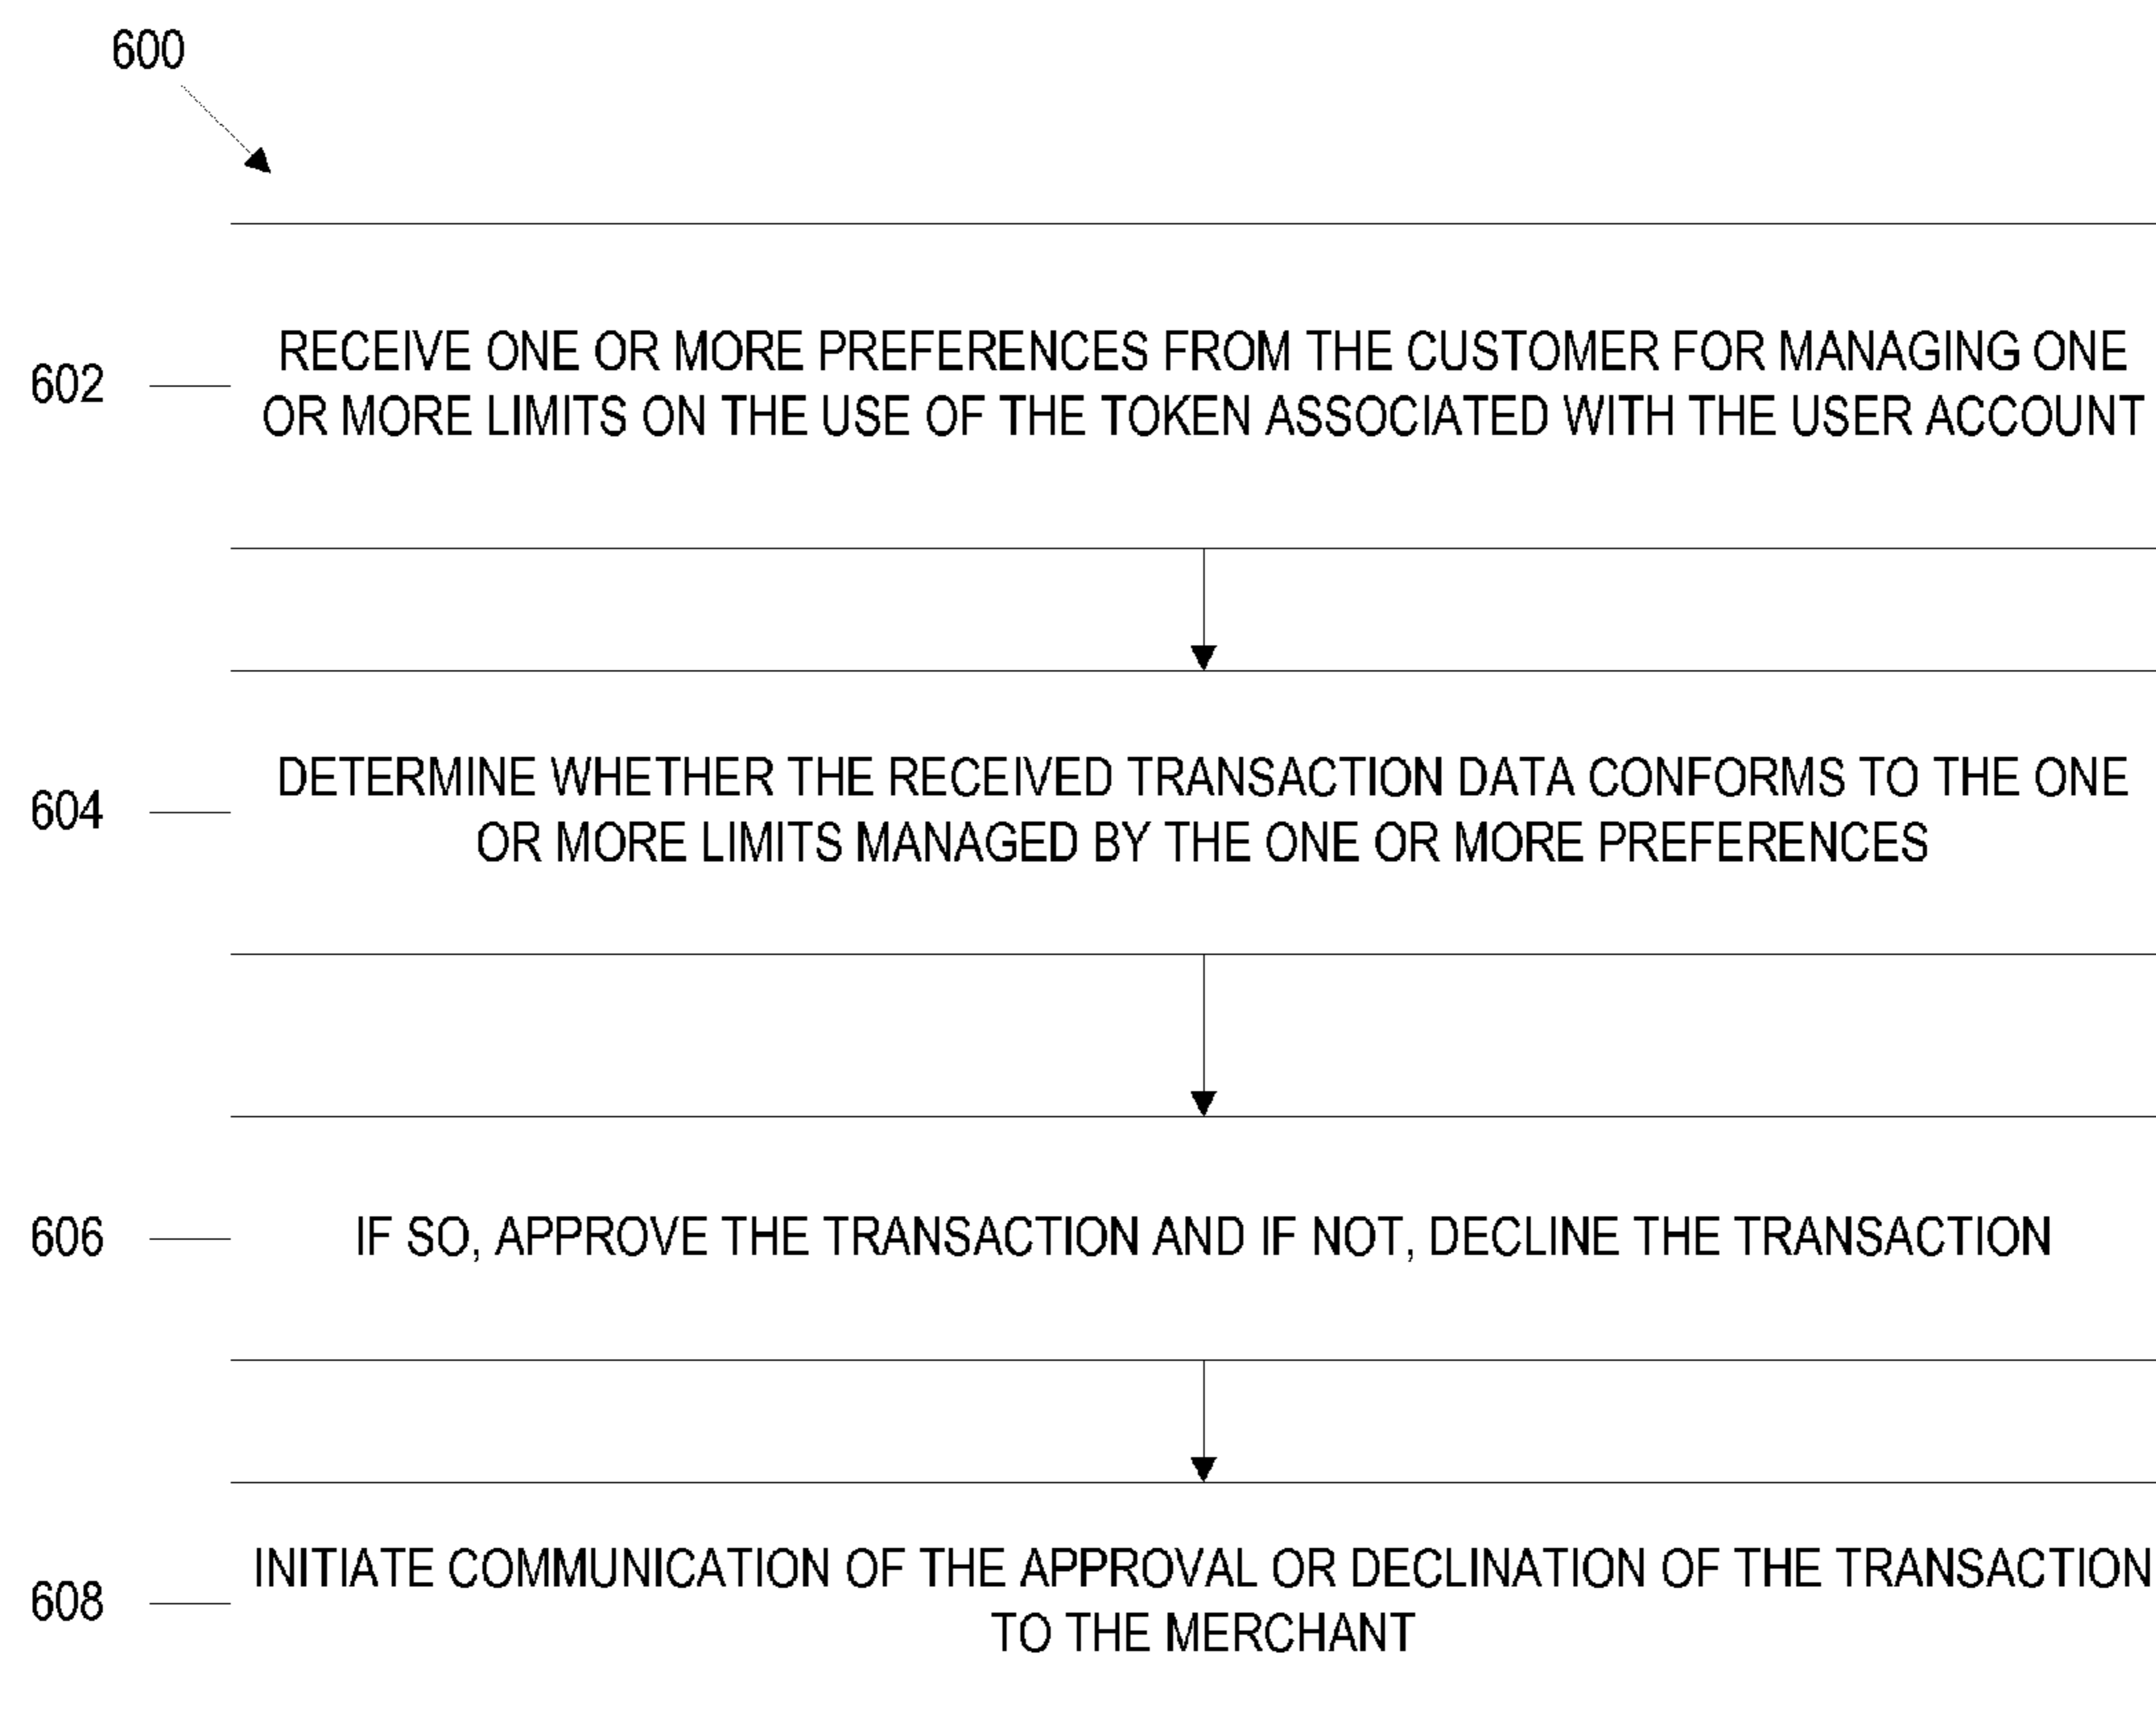 600
602
RECEIVE ONE OR MORE PREFERENCES FROM THE CUSTOMER FOR MANAGING ONE
OR MORE LIMITS ON THE USE OF THE TOKEN ASSOCIATED WITH THE USER ACCOUNT
604
DETERMINE WHETHER THE RECEIVED TRANSACTION DATA CONFORMS TO THE ONE
OR MORE LIMITS MANAGED BY THE ONE OR MORE PREFERENCES
606
IF SO, APPROVE THE TRANSACTION AND IF NOT, DECLINE THE TRANSACTION
608
INITIATE COMMUNICATION OF THE APPROVAL OR DECLINATION OF THE TRANSACTION
TO THE MERCHANT